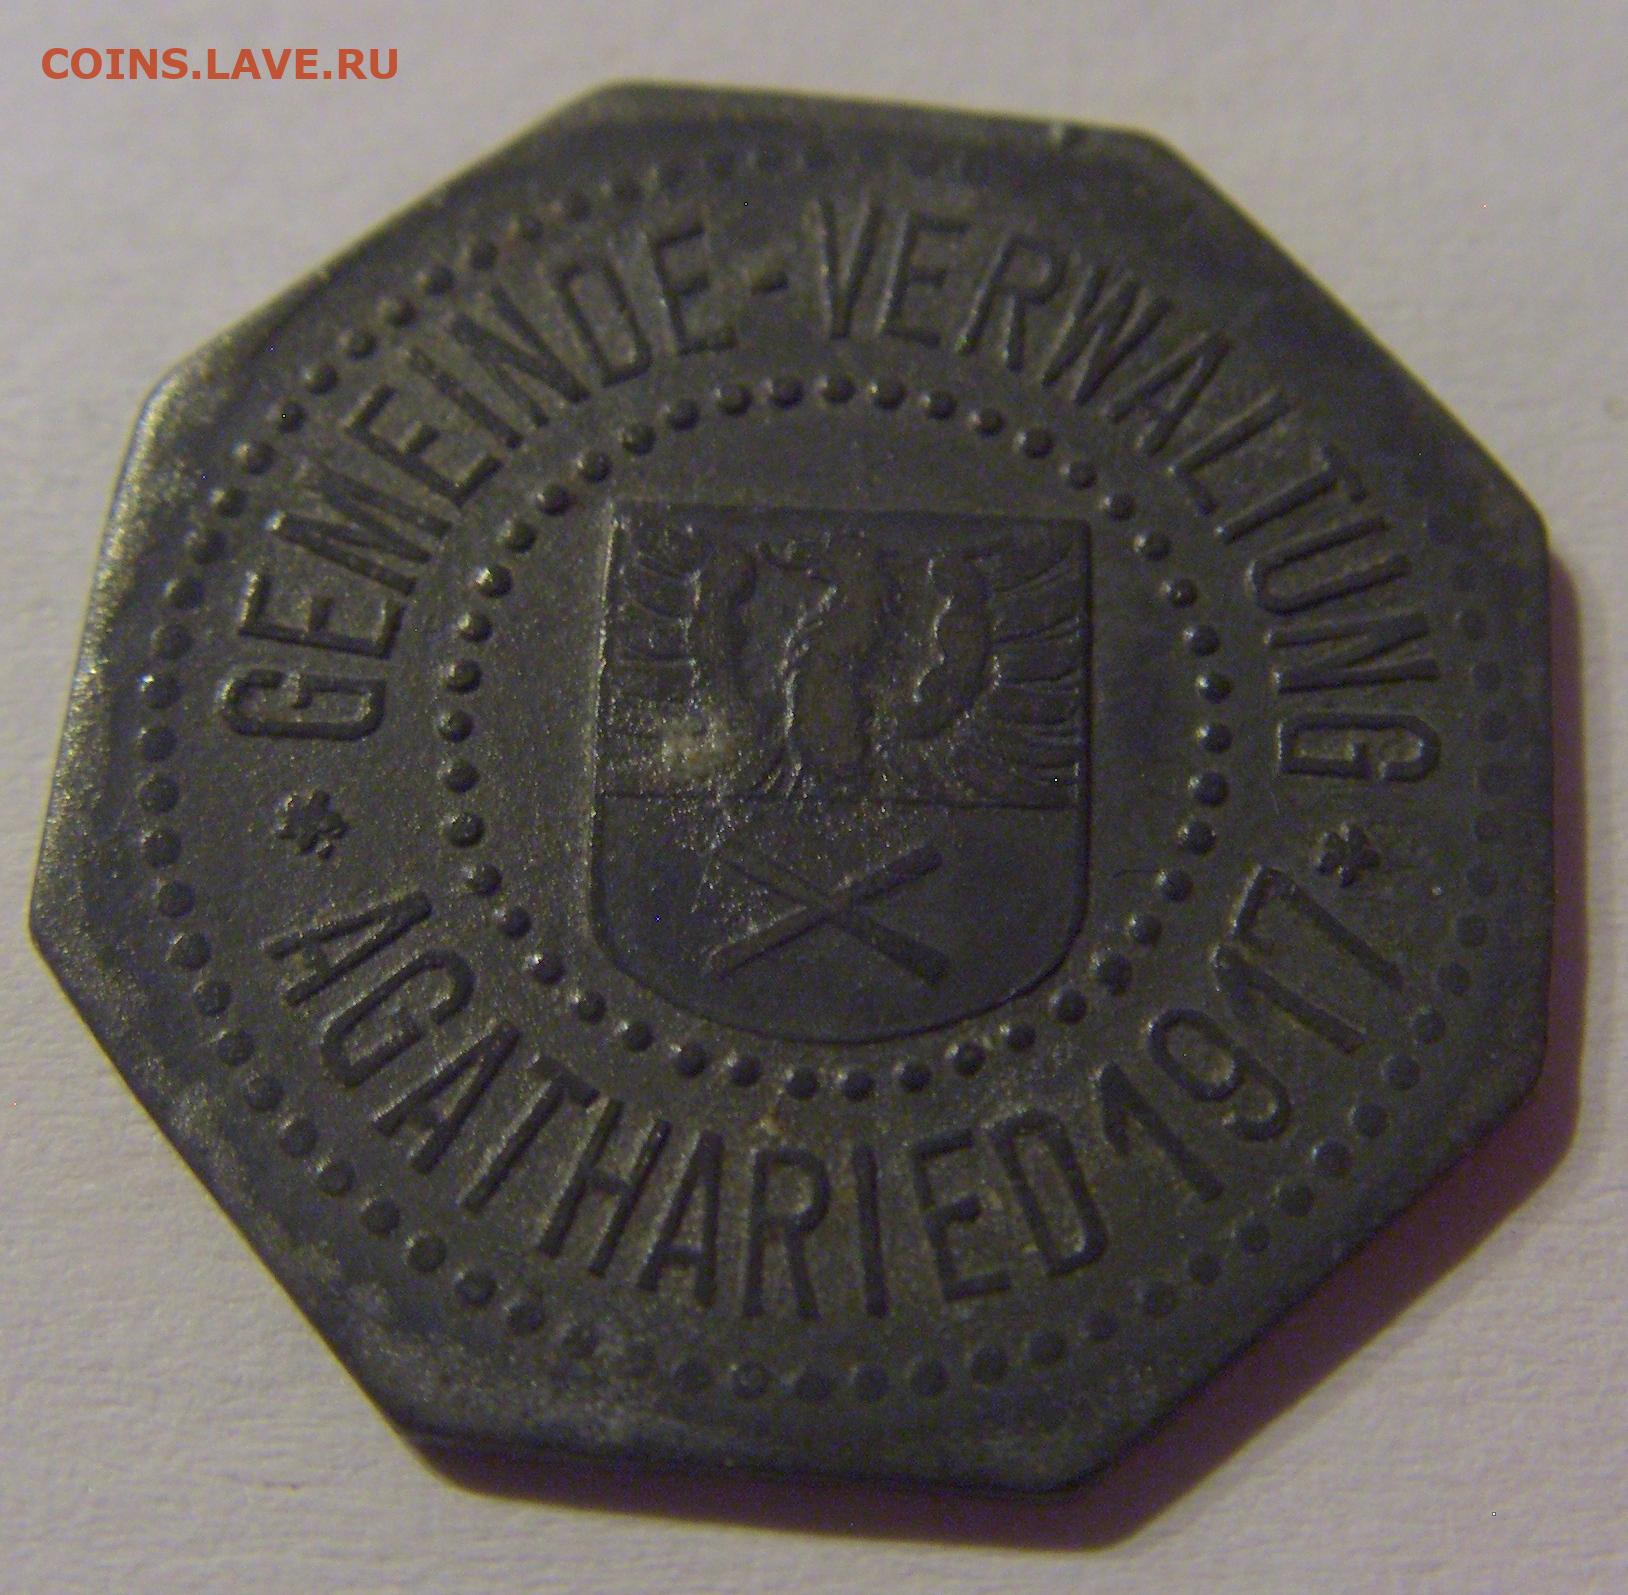 COINS.LAVE.RU
GEMEINDE-VERWALTUNG
* AGATHARIED 1917 *